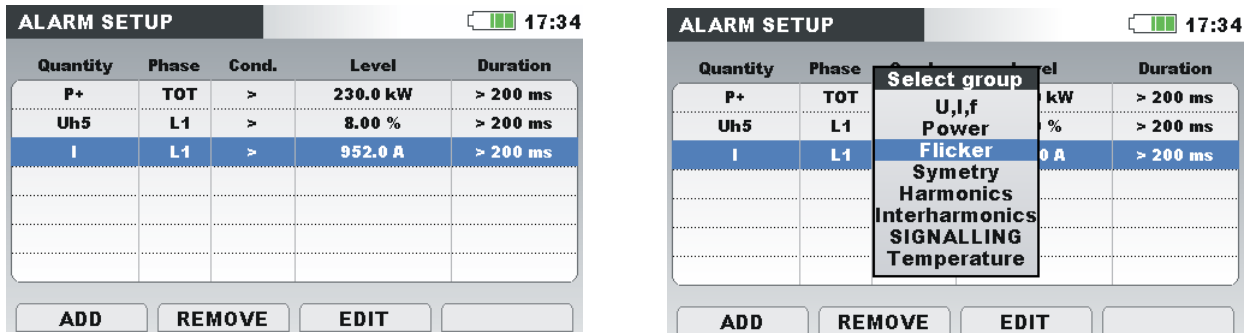 ALARM SETUP 17:34
Quantity Phase Cond. Level Duration
P+ TOT > 230.0 kW > 200 ms
Uh5 L1 > 8.00 % > 200 ms
I L1 > 952.0 A > 200 ms
ADD REMOVE EDIT
ALARM SETUP 17:34
Quantity Phase Duration
Select group
P+ TOT kW > 200 ms
U,I,f
Uh5 L1 % > 200 ms
Power
I L1 0 A > 200 ms
Flicker
Symetry
Harmonics
Interharmonics
SIGNALLING
Temperature
ADD REMOVE EDIT